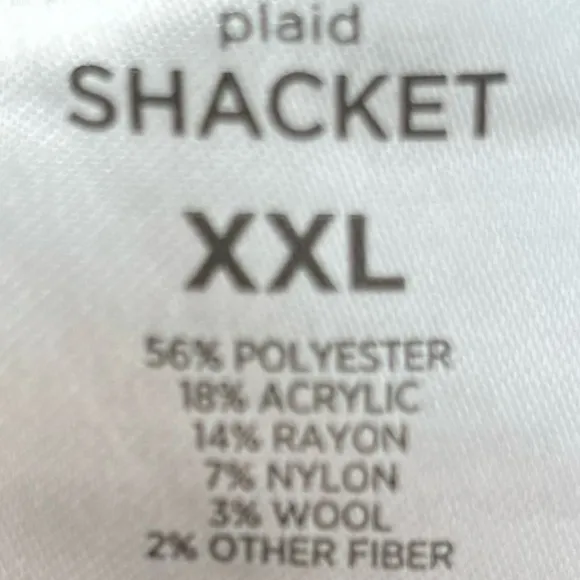 plaid
SHACKET
XXL
56% POLYESTER
18% ACRYLIC
14% RAYON
7% NYLON
3% WOOL
2% OTHER FIBER